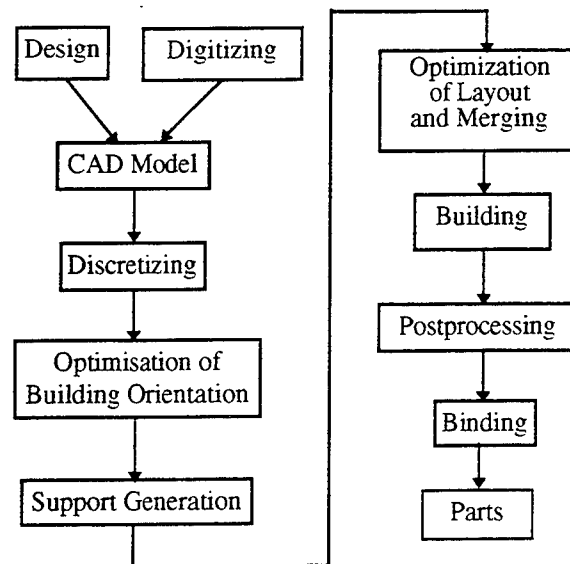 Design
Digitizing
CAD Model
Discretizing
Optimisation of
Building Orientation
Support Generation
Optimization
of Layout
and Merging
Building
Postprocessing
Binding
Parts